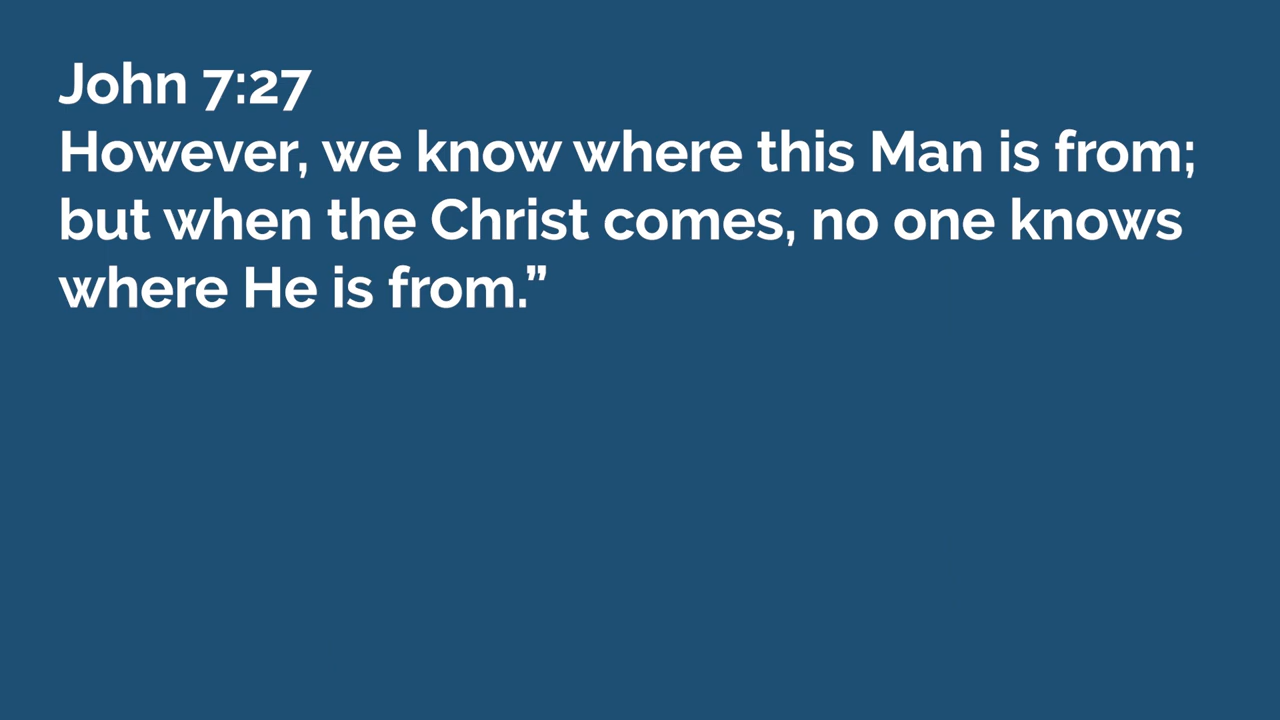 John 7:27
However, we know where this Man is from;
but when the Christ comes, no one knows
where He is from.”